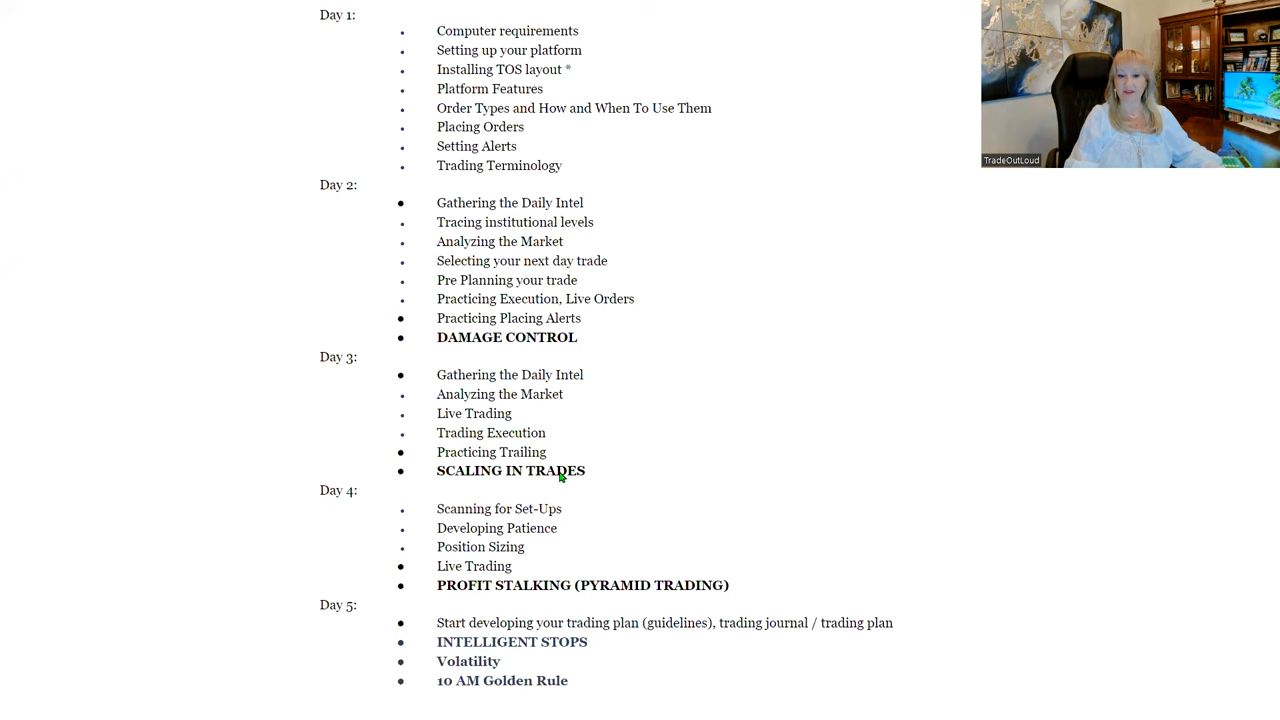 Day 1:
Computer requirements
Setting up your platform
Installing TOS layout *
Platform Features
Order Types and How and When To Use Them
Placing Orders
Setting Alerts
Trading Terminology
Day 2:
Gathering the Daily Intel
Tracing institutional levels
Analyzing the Market
Selecting your next day trade
Pre Planning your trade
Practicing Execution, Live Orders
Practicing Placing Alerts
DAMAGE CONTROL
Day 3:
Gathering the Daily Intel
Analyzing the Market
Live Trading
Trading Execution
Practicing Trailing
SCALING IN TRADES
Day 4:
Scanning for Set-Ups
Developing Patience
Position Sizing
Live Trading
PROFIT STALKING (PYRAMID TRADING)
Day 5:
Start developing your trading plan (guidelines), trading journal / trading plan
INTELLIGENT STOPS
Volatility
10 AM Golden Rule
TradeOutLoud